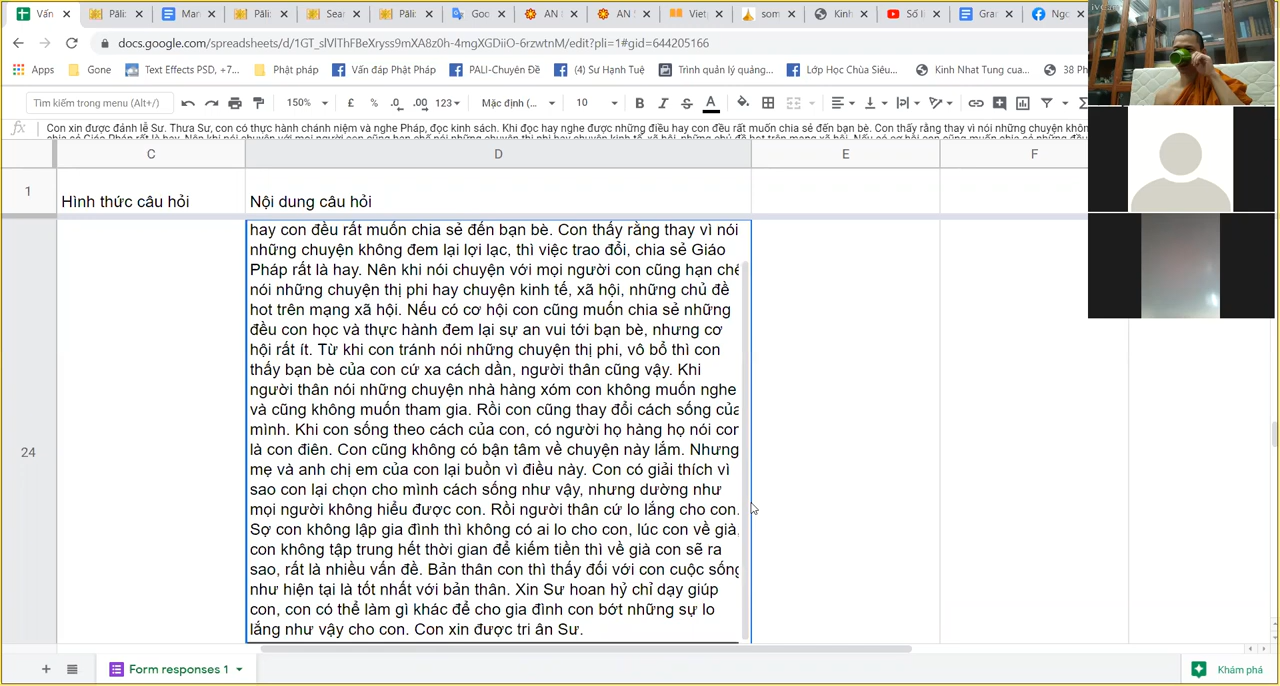 Vấn
Pāli:
Mar
Pāli:
Sear
Pāli:
Goo
AN
AN
Viet
som
Kinh
Số l
Gra
Ngọ
docs.google.com/spreadsheets/d/1GT_slVlThFBeXryss9mXA8z0h-4mgXGDiiO-6rzwtnM/edit?pli=1#gid=644205166
Apps
Gone
Text Effects PSD, +7...
Phật pháp
Vấn đáp Phật Pháp
PALI-Chuyên Đề
(4) Sư Hạnh Tuệ
Trình quản lý quảng...
Lớp Học Chùa Siêu...
Kinh Nhat Tung cua...
38 Ph
Tìm kiếm trong menu (Alt+/)
150%
£ % .0 .00 123
Mặc định (...
10
B I S A
fx Con xin được đảnh lễ Sư. Thưa Sư, con có thực hành chánh niệm và nghe Pháp, đọc kinh sách. Khi đọc hay nghe được những điều hay con đều rất muốn chia sẻ đến bạn bè. Con thấy rằng thay vì nói những chuyện khôn
C D E F
1
Hình thức câu hỏi
Nội dung câu hỏi
24
hay con đều rất muốn chia sẻ đến bạn bè. Con thấy rằng thay vì nói
những chuyện không đem lại lợi lạc, thì việc trao đổi, chia sẻ Giáo
Pháp rất là hay. Nên khi nói chuyện với mọi người con cũng hạn chế
nói những chuyện thị phi hay chuyện kinh tế, xã hội, những chủ đề
hot trên mạng xã hội. Nếu có cơ hội con cũng muốn chia sẻ những
đều con học và thực hành đem lại sự an vui tới bạn bè, nhưng cơ
hội rất ít. Từ khi con tránh nói những chuyện thị phi, vô bổ thì con
thấy bạn bè của con cứ xa cách dần, người thân cũng vậy. Khi
người thân nói những chuyện nhà hàng xóm con không muốn nghe
và cũng không muốn tham gia. Rồi con cũng thay đổi cách sống của
mình. Khi con sống theo cách của con, có người họ hàng họ nói con
là con điên. Con cũng không có bận tâm về chuyện này lắm. Nhưng
mẹ và anh chị em của con lại buồn vì điều này. Con có giải thích vì
sao con lại chọn cho mình cách sống như vậy, nhưng dường như
mọi người không hiểu được con. Rồi người thân cứ lo lắng cho con.
Sợ con không lập gia đình thì không có ai lo cho con, lúc con về già,
con không tập trung hết thời gian để kiếm tiền thì về già con sẽ ra
sao, rất là nhiều vấn đề. Bản thân con thì thấy đối với con cuộc sống
như hiện tại là tốt nhất với bản thân. Xin Sư hoan hỷ chỉ dạy giúp
con, con có thể làm gì khác để cho gia đình con bớt những sự lo
lắng như vậy cho con. Con xin được tri ân Sư.
Form responses 1
Khám phá